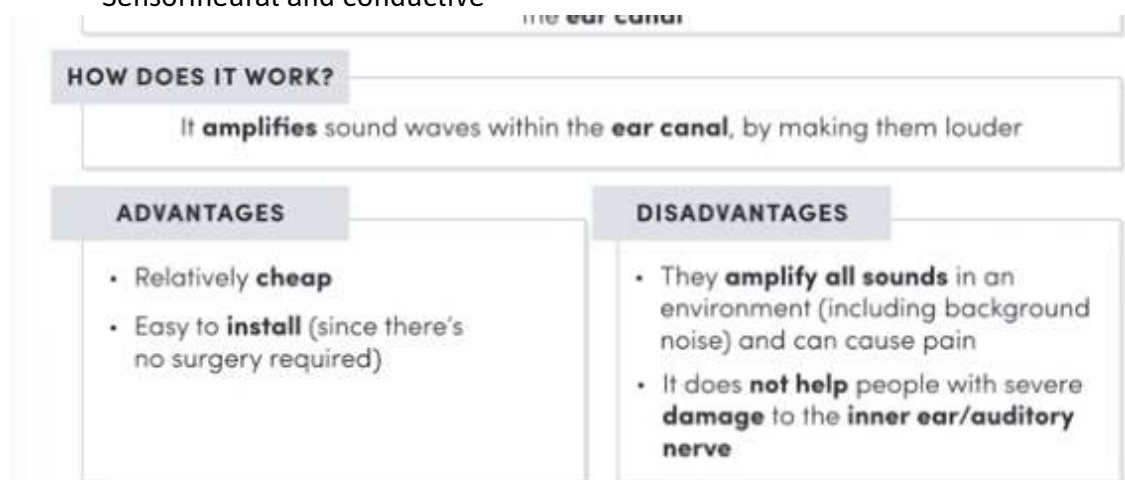 Sensorineural and conductive
the ear canal
HOW DOES IT WORK?
It amplifies sound waves within the ear canal, by making them louder
ADVANTAGES
• Relatively cheap
• Easy to install (since there's
no surgery required)
DISADVANTAGES
• They amplify all sounds in an
environment (including background
noise) and can cause pain
• It does not help people with severe
damage to the inner ear/auditory
nerve